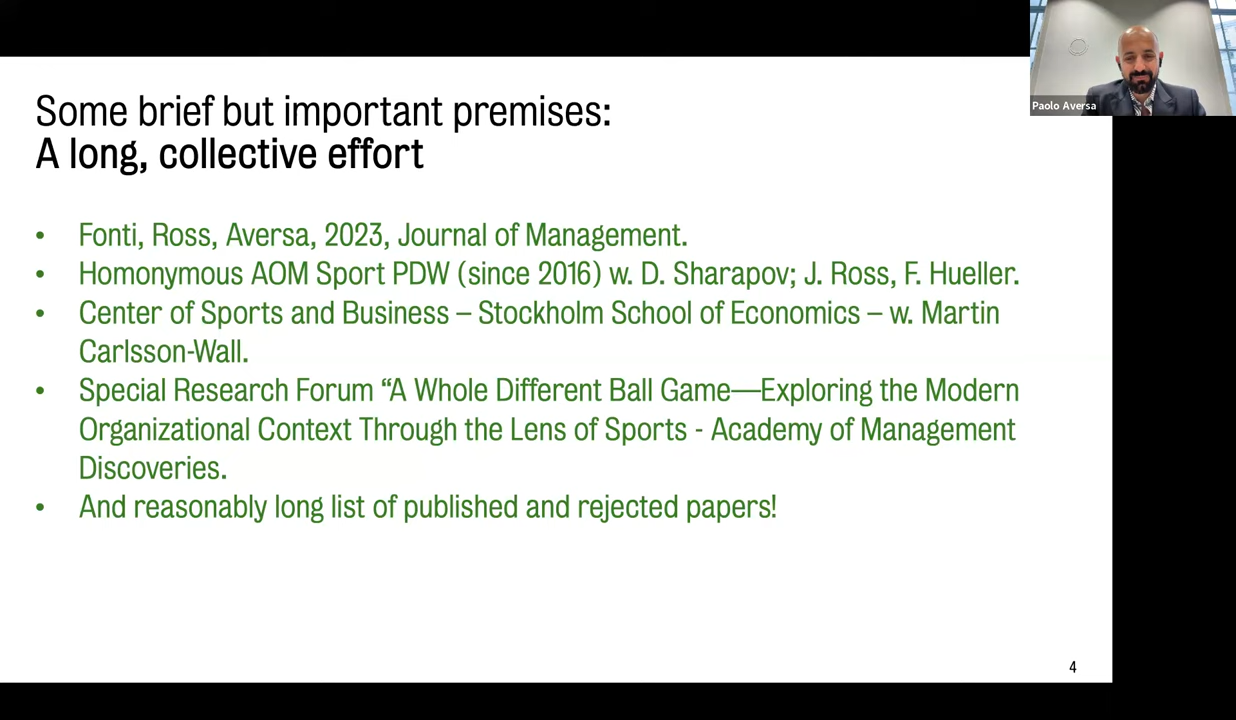 Paolo Aversa
Some brief but important premises:
A long, collective effort
• Fonti, Ross, Aversa, 2023, Journal of Management.
• Homonymous AOM Sport PDW (since 2016) w. D. Sharapov; J. Ross, F. Hueller.
• Center of Sports and Business – Stockholm School of Economics – w. Martin
Carlsson-Wall.
• Special Research Forum “A Whole Different Ball Game—Exploring the Modern
Organizational Context Through the Lens of Sports - Academy of Management
Discoveries.
• And reasonably long list of published and rejected papers!
4